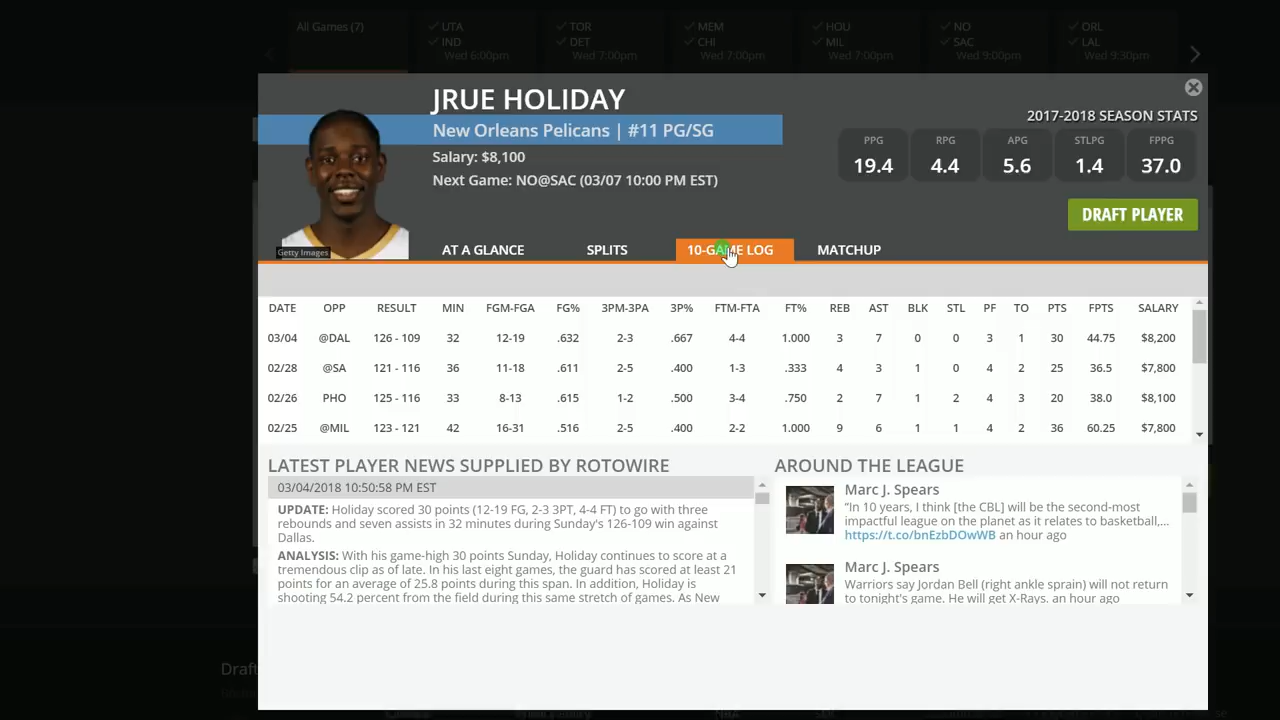 All Games (7)
UTA
IND
Wed 6:00pm
TOR
DET
Wed 7:00pm
MEM
CHI
Wed 7:00pm
HOU
MIL
Wed 7:00pm
NO
SAC
Wed 9:00pm
ORL
LAL
Wed 9:30pm
JRUE HOLIDAY
New Orleans Pelicans | #11 PG/SG
Salary: $8,100
Next Game: NO@SAC (03/07 10:00 PM EST)
Getty Images
2017-2018 SEASON STATS
PPG RPG APG STLPG FPPG
19.4 4.4 5.6 1.4 37.0
DRAFT PLAYER
AT A GLANCE SPLITS 10-GAME LOG MATCHUP
DATE OPP RESULT MIN FGM-FGA FG% 3PM-3PA 3P% FTM-FTA FT% REB AST BLK STL PF TO PTS FPTS SALARY
03/04 @DAL 126 - 109 32 12-19 .632 2-3 .667 4-4 1.000 3 7 0 0 3 1 30 44.75 $8,200
02/28 @SA 121 - 116 36 11-18 .611 2-5 .400 1-3 .333 4 3 1 0 4 2 25 36.5 $7,800
02/26 PHO 125 - 116 33 8-13 .615 1-2 .500 3-4 .750 2 7 1 2 4 3 20 38.0 $8,100
02/25 @MIL 123 - 121 42 16-31 .516 2-5 .400 2-2 1.000 9 6 1 1 4 2 36 60.25 $7,800
LATEST PLAYER NEWS SUPPLIED BY ROTOWIRE
03/04/2018 10:50:58 PM EST
UPDATE: Holiday scored 30 points (12-19 FG, 2-3 3PT, 4-4 FT) to go with three
rebounds and seven assists in 32 minutes during Sunday's 126-109 win against
Dallas.
ANALYSIS: With his game-high 30 points Sunday, Holiday continues to score at a
tremendous clip as of late. In his last eight games, the guard has scored at least 21
points for an average of 25.8 points during this span. In addition, Holiday is
shooting 54.2 percent from the field during this same stretch of games. As New
AROUND THE LEAGUE
Marc J. Spears
“In 10 years, I think [the CBL] will be the second-most
impactful league on the planet as it relates to basketball,...
https://t.co/bnEzbDOwWB an hour ago
Marc J. Spears
Warriors say Jordan Bell (right ankle sprain) will not return
to tonight's game. He will get X-Rays. an hour ago
Draft